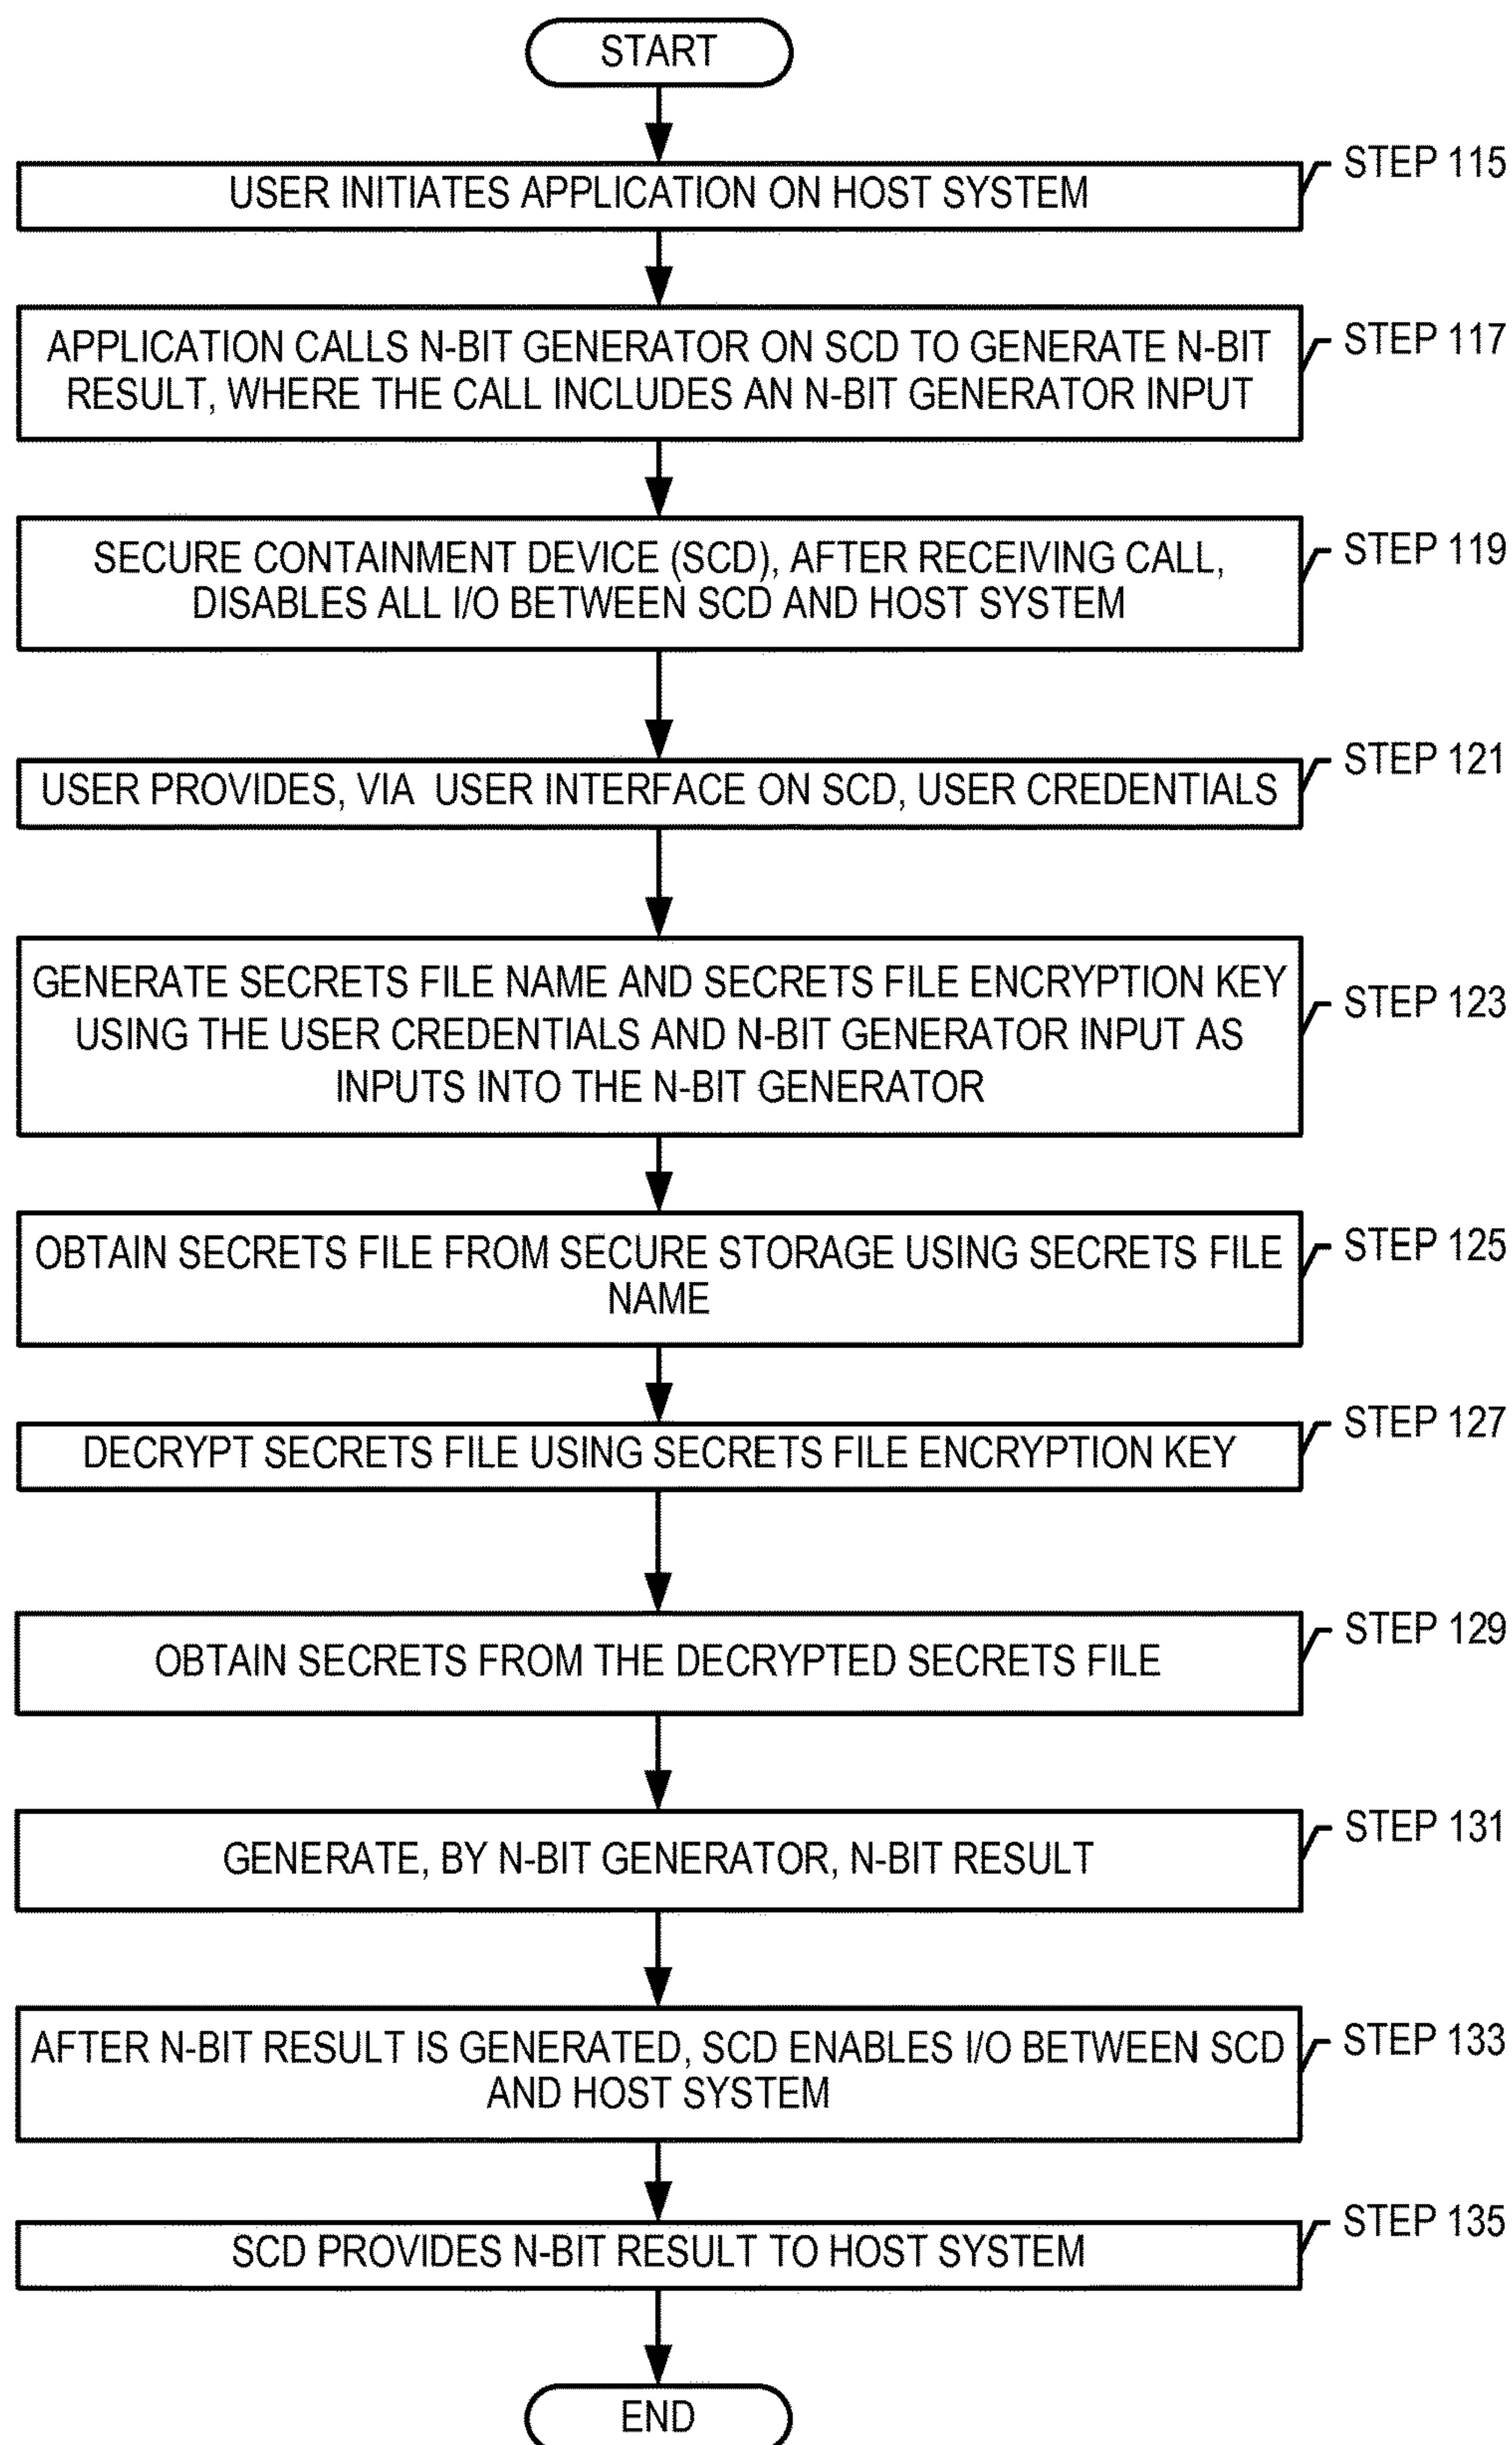 START
STEP 115
USER INITIATES APPLICATION ON HOST SYSTEM
STEP 117
APPLICATION CALLS N-BIT GENERATOR ON SCD TO GENERATE N-BIT
RESULT, WHERE THE CALL INCLUDES AN N-BIT GENERATOR INPUT
STEP 119
SECURE CONTAINMENT DEVICE (SCD), AFTER RECEIVING CALL,
DISABLES ALL I/O BETWEEN SCD AND HOST SYSTEM
STEP 121
USER PROVIDES, VIA USER INTERFACE ON SCD, USER CREDENTIALS
STEP 123
GENERATE SECRETS FILE NAME AND SECRETS FILE ENCRYPTION KEY
USING THE USER CREDENTIALS AND N-BIT GENERATOR INPUT AS
INPUTS INTO THE N-BIT GENERATOR
STEP 125
OBTAIN SECRETS FILE FROM SECURE STORAGE USING SECRETS FILE
NAME
STEP 127
DECRYPT SECRETS FILE USING SECRETS FILE ENCRYPTION KEY
STEP 129
OBTAIN SECRETS FROM THE DECRYPTED SECRETS FILE
STEP 131
GENERATE, BY N-BIT GENERATOR, N-BIT RESULT
STEP 133
AFTER N-BIT RESULT IS GENERATED, SCD ENABLES I/O BETWEEN SCD
AND HOST SYSTEM
STEP 135
SCD PROVIDES N-BIT RESULT TO HOST SYSTEM
END